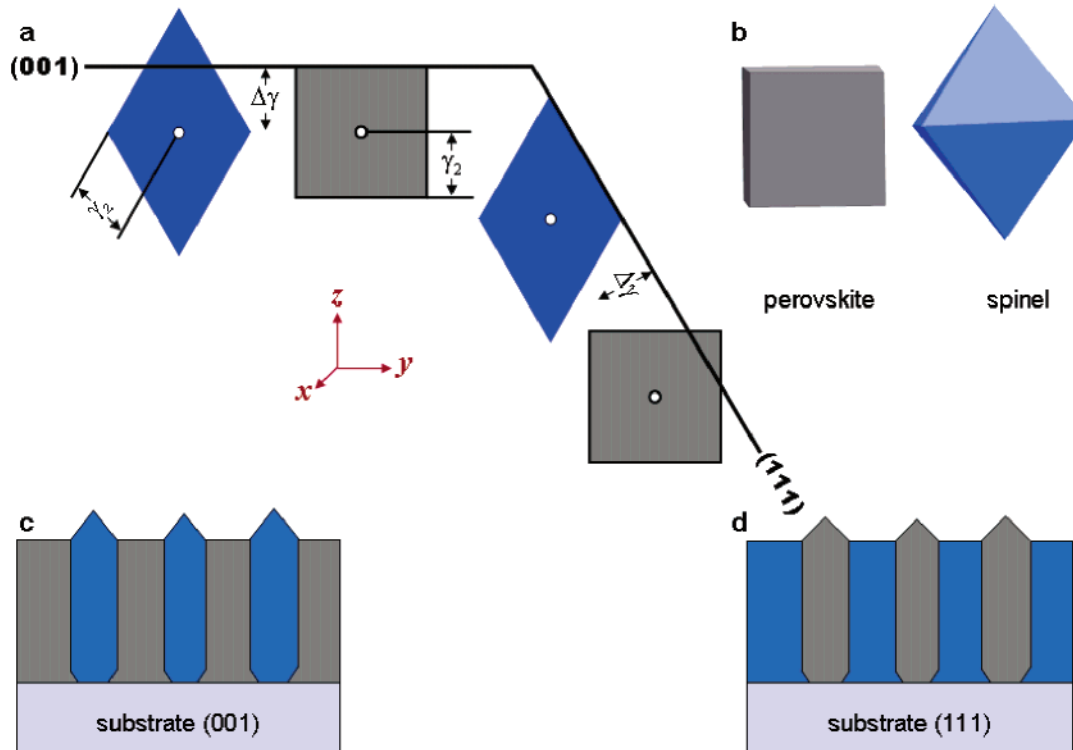 a
b
(001)
Δγ
γ2
γ2
Δγ
perovskite
spinel
z
y
x
(111)
c
d
substrate (001)
substrate (111)